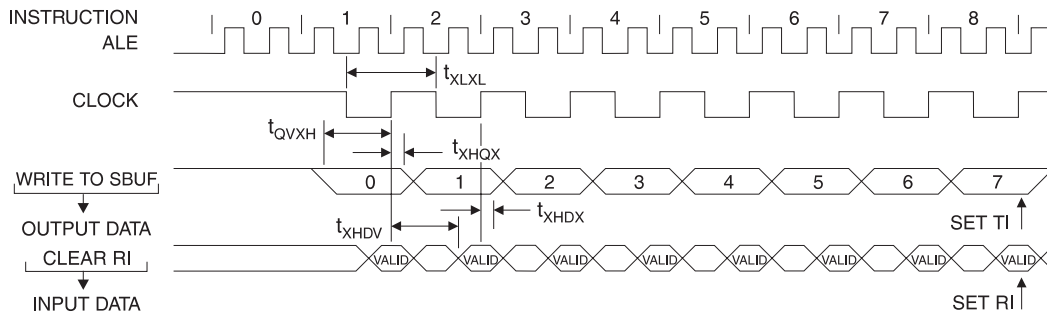 INSTRUCTION 0 1 2 3 4 5 6 7 8
ALE
tXLXL
CLOCK
tQVXH
tXHQX
WRITE TO SBUF
0 1 2 3 4 5 6 7
tXHDX
OUTPUT DATA
tXHDV
SET TI
CLEAR RI
VALID VALID VALID VALID VALID VALID VALID VALID
INPUT DATA
SET RI